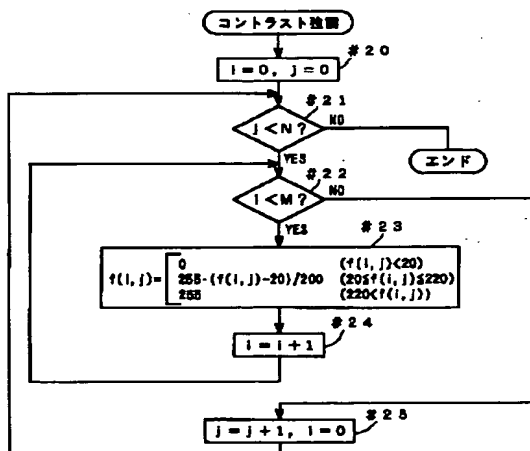 コントラスト強調
#20
i=0, j=0
#21
j<N?
NO
エンド
YES
#22
i<M?
NO
YES
#23
0 (f(i,j)<20)
f(i,j)= 255·(f(i,j)-20)/200 (20≦f(i,j)≦220)
255 (220<f(i,j))
#24
i=i+1
#25
j=j+1, i=0